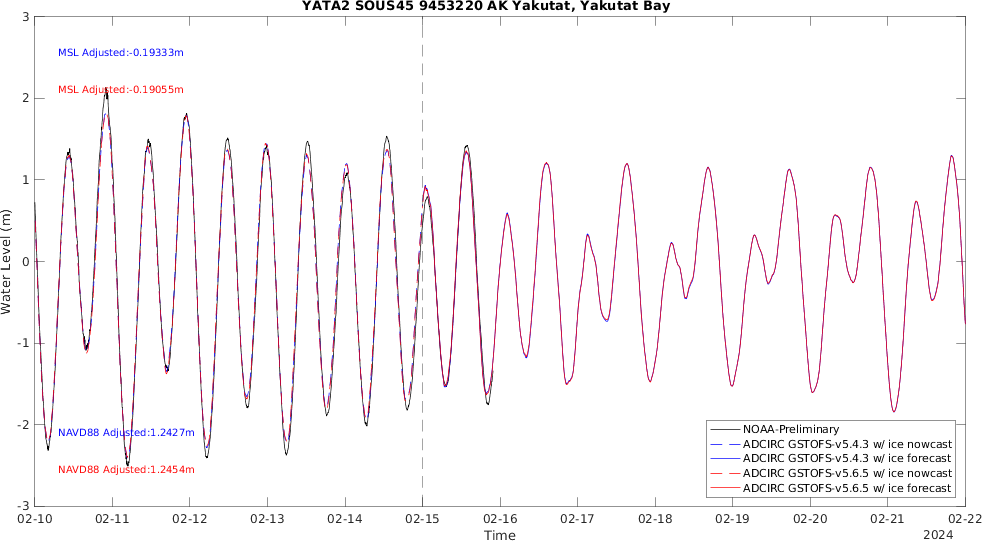 YATA2 SOUS45 9453220 AK Yakutat, Yakutat Bay
3
2
1
0
-1
-2
-3
Water Level (m)
MSL Adjusted:-0.19333m
MSL Adjusted:-0.19055m
NAVD88 Adjusted:1.2427m
NAVD88 Adjusted:1.2454m
NOAA-Preliminary
ADCIRC GSTOFS-v5.4.3 w/ ice nowcast
ADCIRC GSTOFS-v5.4.3 w/ ice forecast
ADCIRC GSTOFS-v5.6.5 w/ ice nowcast
ADCIRC GSTOFS-v5.6.5 w/ ice forecast
02-10 02-11 02-12 02-13 02-14 02-15 02-16 02-17 02-18 02-19 02-20 02-21 02-22
Time
2024